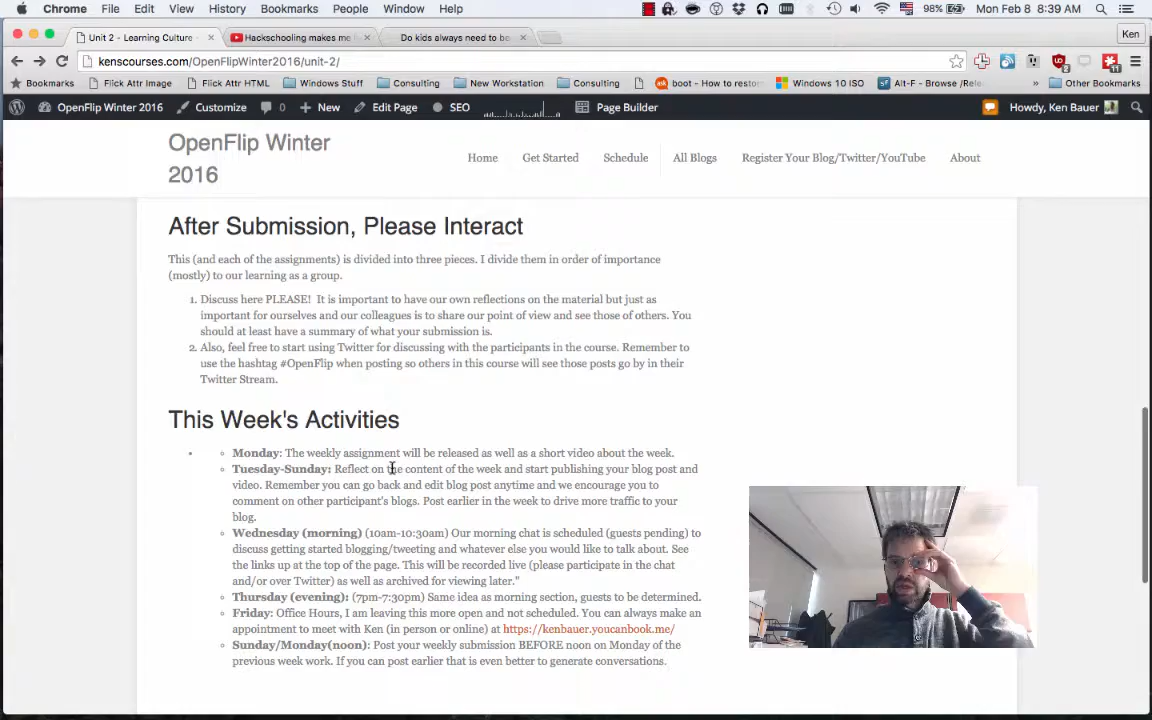 Chrome File Edit View History Bookmarks People Window Help 98% Mon Feb 8 8:39 AM
Unit 2 - Learning Culture Hackschooling makes me Do kids always need to be Ken
kenscourses.com/OpenFlipWinter2016/unit-2/
Bookmarks Flick Attr Image Flick Attr HTML Windows Stuff Consulting New Workstation Consulting boot - How to resto Windows 10 ISO Alt-F - Browse /Rele Other Bookmarks
OpenFlip Winter 2016 Customize 0 New Edit Page SEO Page Builder Howdy, Ken Bauer
OpenFlip Winter
2016
Home Get Started Schedule All Blogs Register Your Blog/Twitter/YouTube About
After Submission, Please Interact
This (and each of the assignments) is divided into three pieces. I divide them in order of importance
(mostly) to our learning as a group.
1. Discuss here PLEASE! It is important to have our own reflections on the material but just as
important for ourselves and our colleagues is to share our point of view and see those of others. You
should at least have a summary of what your submission is.
2. Also, feel free to start using Twitter for discussing with the participants in the course. Remember to
use the hashtag #OpenFlip when posting so others in this course will see those posts go by in their
Twitter Stream.
This Week's Activities
Monday: The weekly assignment will be released as well as a short video about the week.
Tuesday-Sunday: Reflect on the content of the week and start publishing your blog post and
video. Remember you can go back and edit blog post anytime and we encourage you to
comment on other participant's blogs. Post earlier in the week to drive more traffic to your
blog.
Wednesday (morning) (10am-10:30am) Our morning chat is scheduled (guests pending) to
discuss getting started blogging/tweeting and whatever else you would like to talk about. See
the links up at the top of the page. This will be recorded live (please participate in the chat
and/or over Twitter) as well as archived for viewing later."
Thursday (evening): (7pm-7:30pm) Same idea as morning section, guests to be determined.
Friday: Office Hours, I am leaving this more open and not scheduled. You can always make an
appointment to meet with Ken (in person or online) at https://kenbauer.youcanbook.me/
Sunday/Monday(noon): Post your weekly submission BEFORE noon on Monday of the
previous week work. If you can post earlier that is even better to generate conversations.